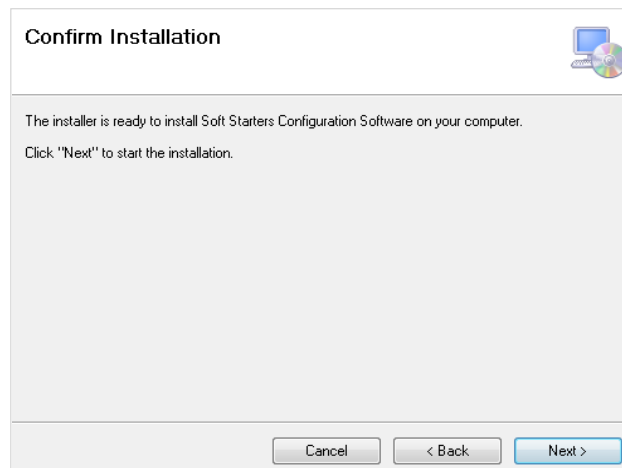 Confirm Installation
The installer is ready to install Soft Starters Configuration Software on your computer.
Click "Next" to start the installation.
Cancel
< Back
Next >